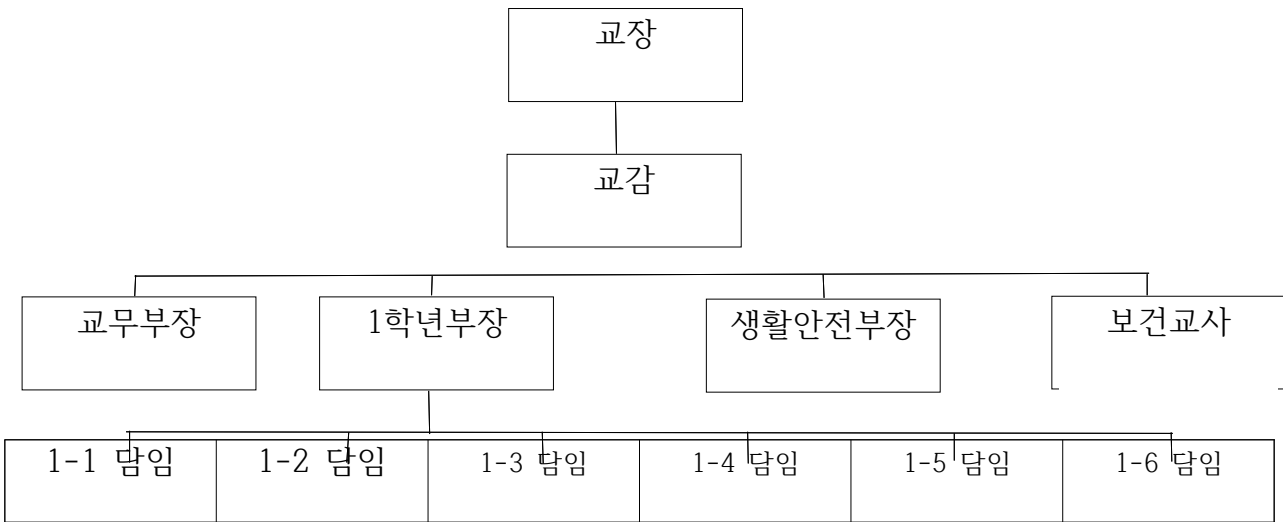 교장
교감
교무부장 1학년부장 생활안전부장 보건교사
1-1 담임 1-2 담임 1-3 담임 1-4 담임 1-5 담임 1-6 담임